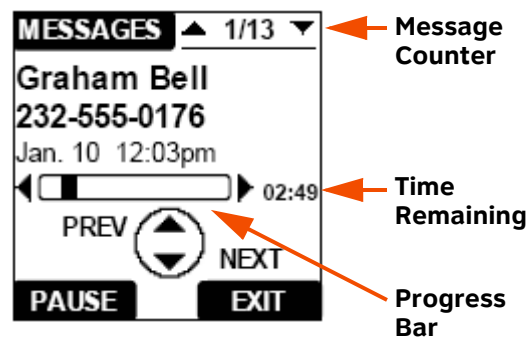 MESSAGES 1/13
Message
Counter
Graham Bell
232-555-0176
Jan. 10 12:03pm
02:49
Time
Remaining
PREV
NEXT
PAUSE EXIT
Progress
Bar